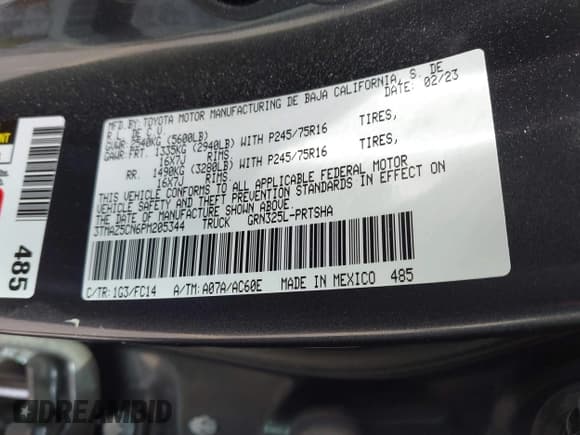 MFD.BY: TOYOTA MOTOR MANUFACTURING DE BAJA CALIFORNIA, S. DE
R L. DE C.V. DATE: 02/23
GVWR 2540KG (5600LB)
GAWR FRT. 1335KG (2940LB) WITH P245/75R16 TIRES,
16X7J RIMS
RR. 1490KG (3280LB) WITH P245/75R16 TIRES,
16X7J RIMS
THIS VEHICLE CONFORMS TO ALL APPLICABLE FEDERAL MOTOR
VEHICLE SAFETY AND THEFT PREVENTION STANDARDS IN EFFECT ON
THE DATE OF MANUFACTURE SHOWN ABOVE.
3TMAZ5CN6PM205344 TRUCK GRN325L-PRTSHA
C/TR: 1G3/FC14 A/TM: A07A/AC60E MADE IN MEXICO 485
485
DREAMBID